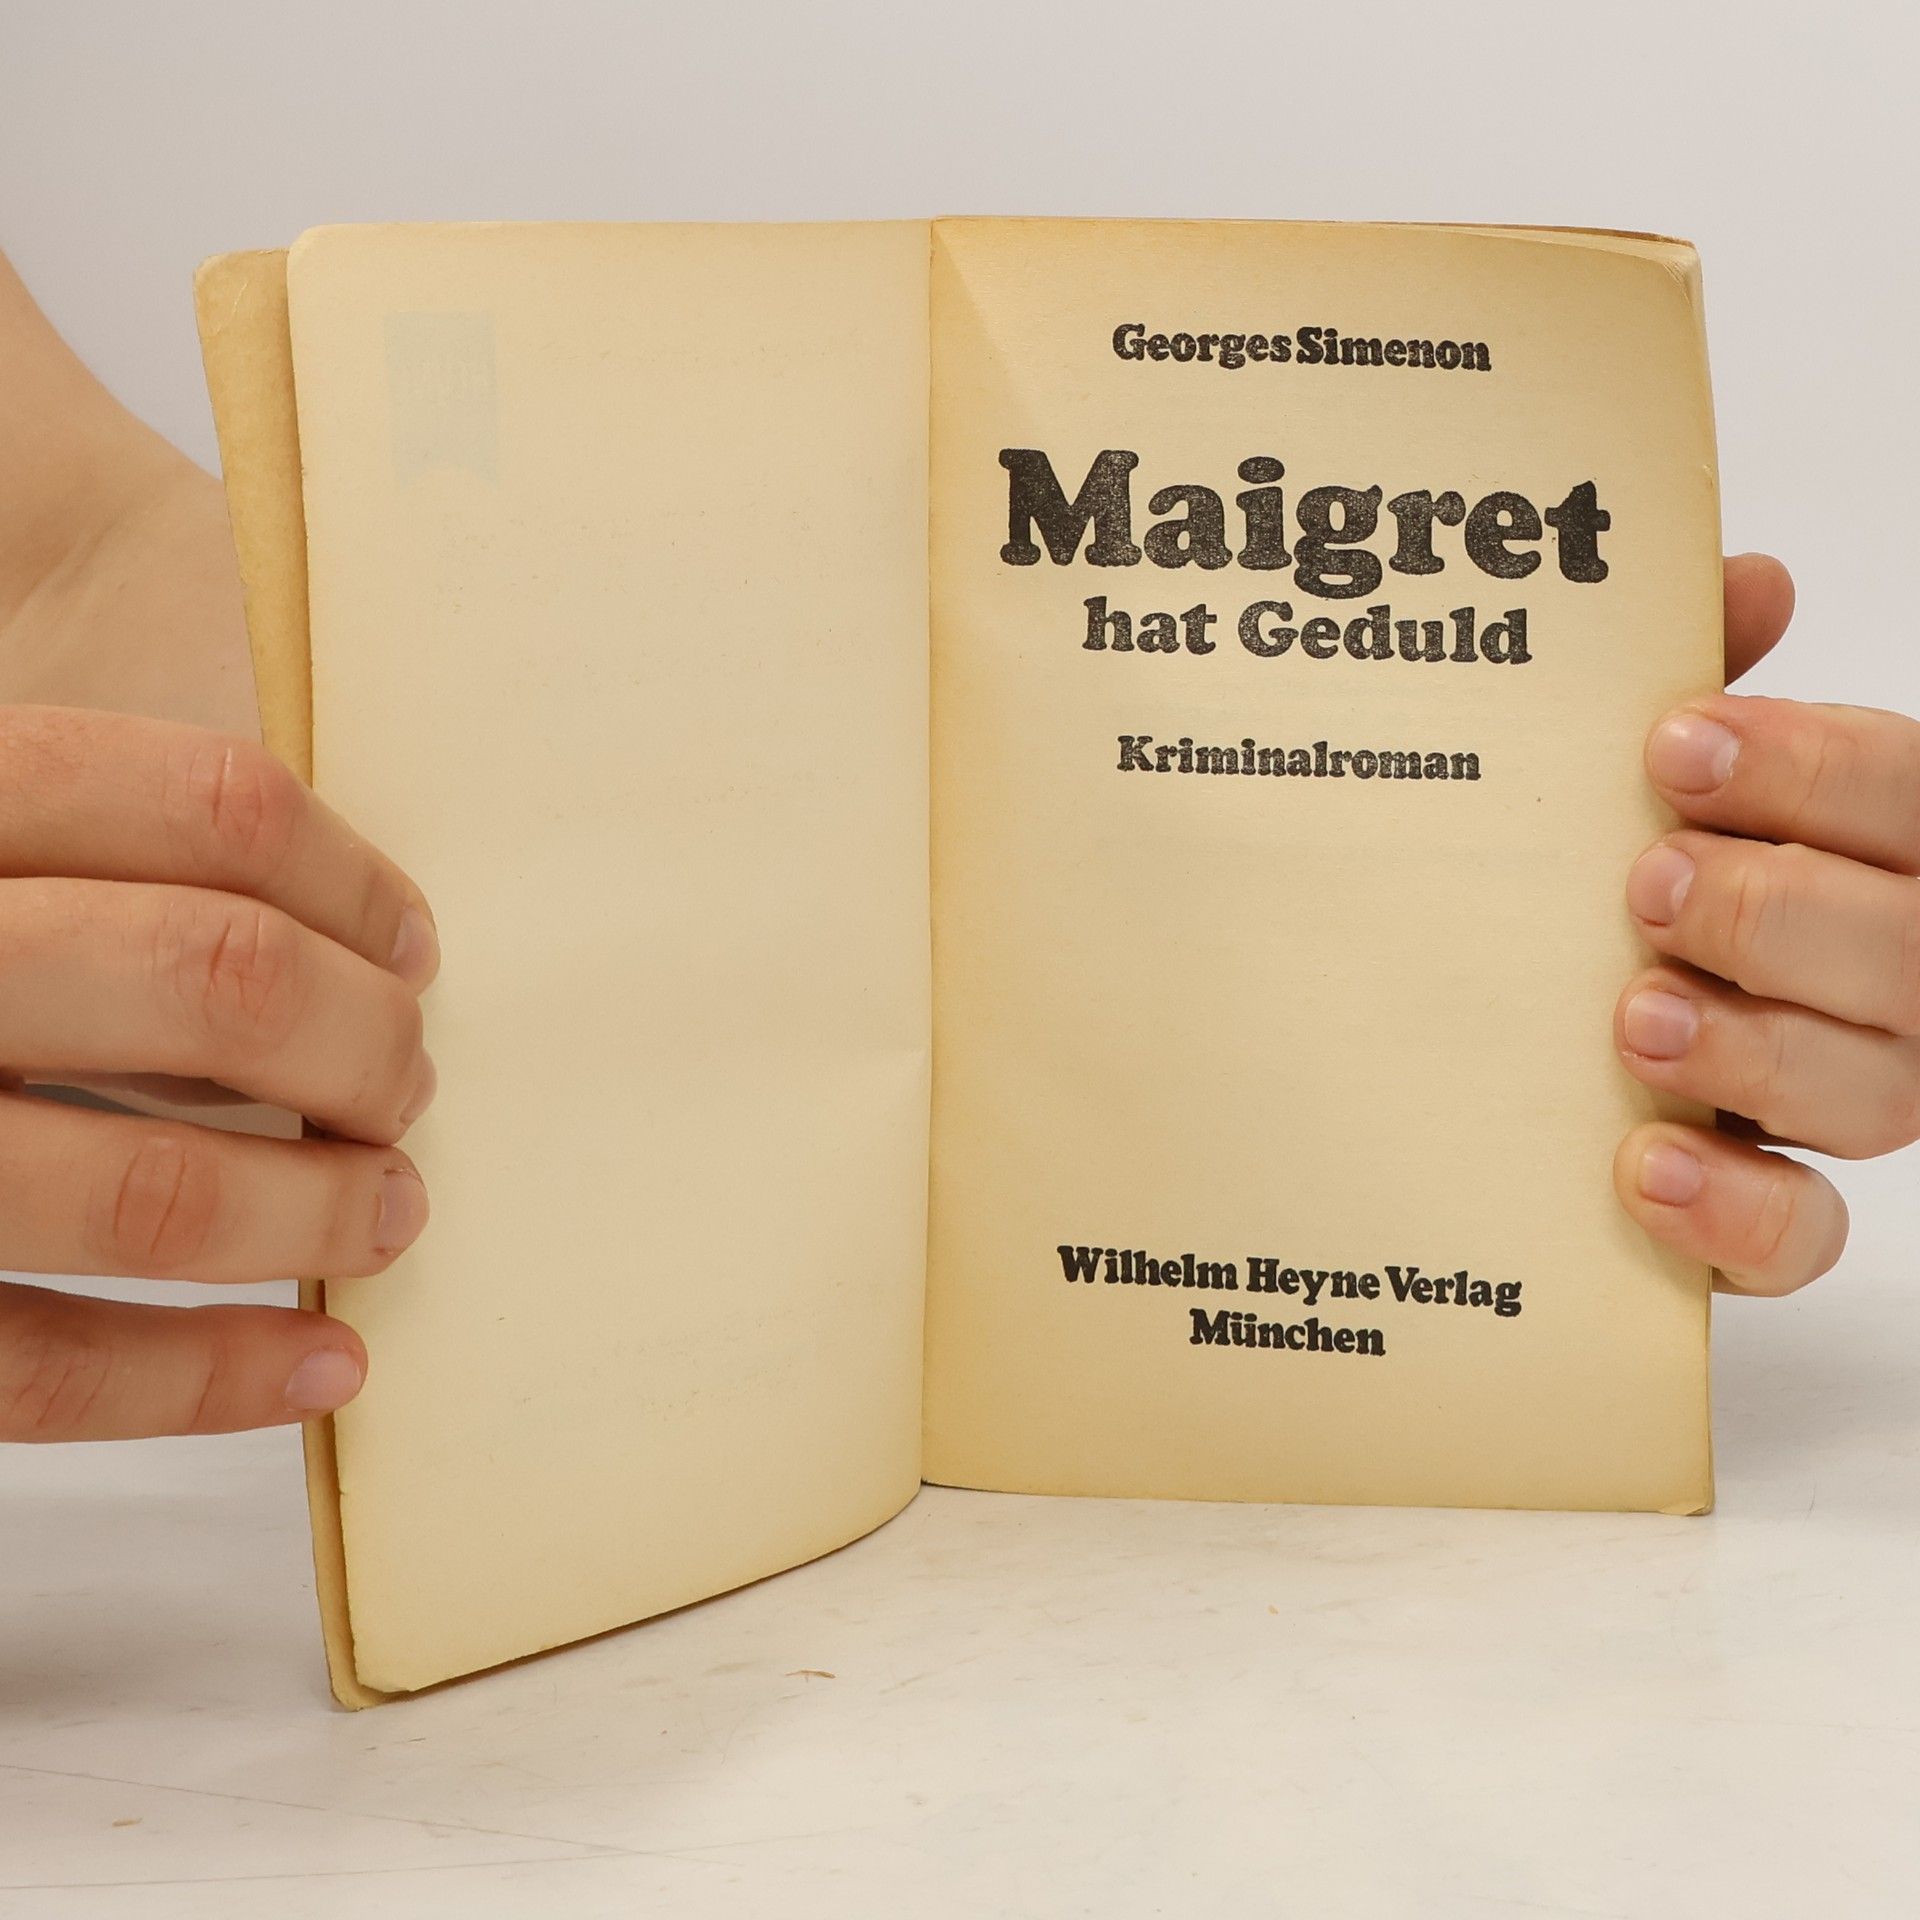 Georges Simenon
Maigret
hat Geduld
Kriminalroman
Wilhelm Heyne Verlag
München